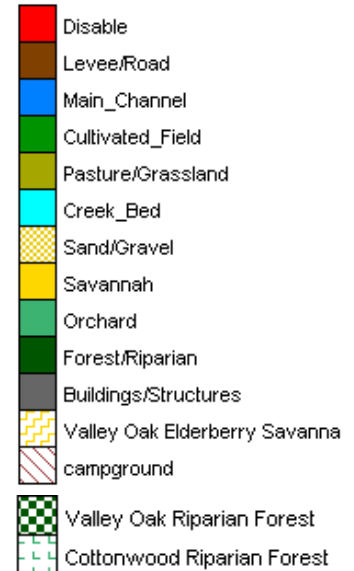 Disable
Levee/Road
Main_Channel
Cultivated_Field
Pasture/Grassland
Creek_Bed
Sand/Gravel
Savannah
Orchard
Forest/Riparian
Buildings/Structures
Valley Oak Elderberry Savanna
campground
Valley Oak Riparian Forest
Cottonwood Riparian Forest